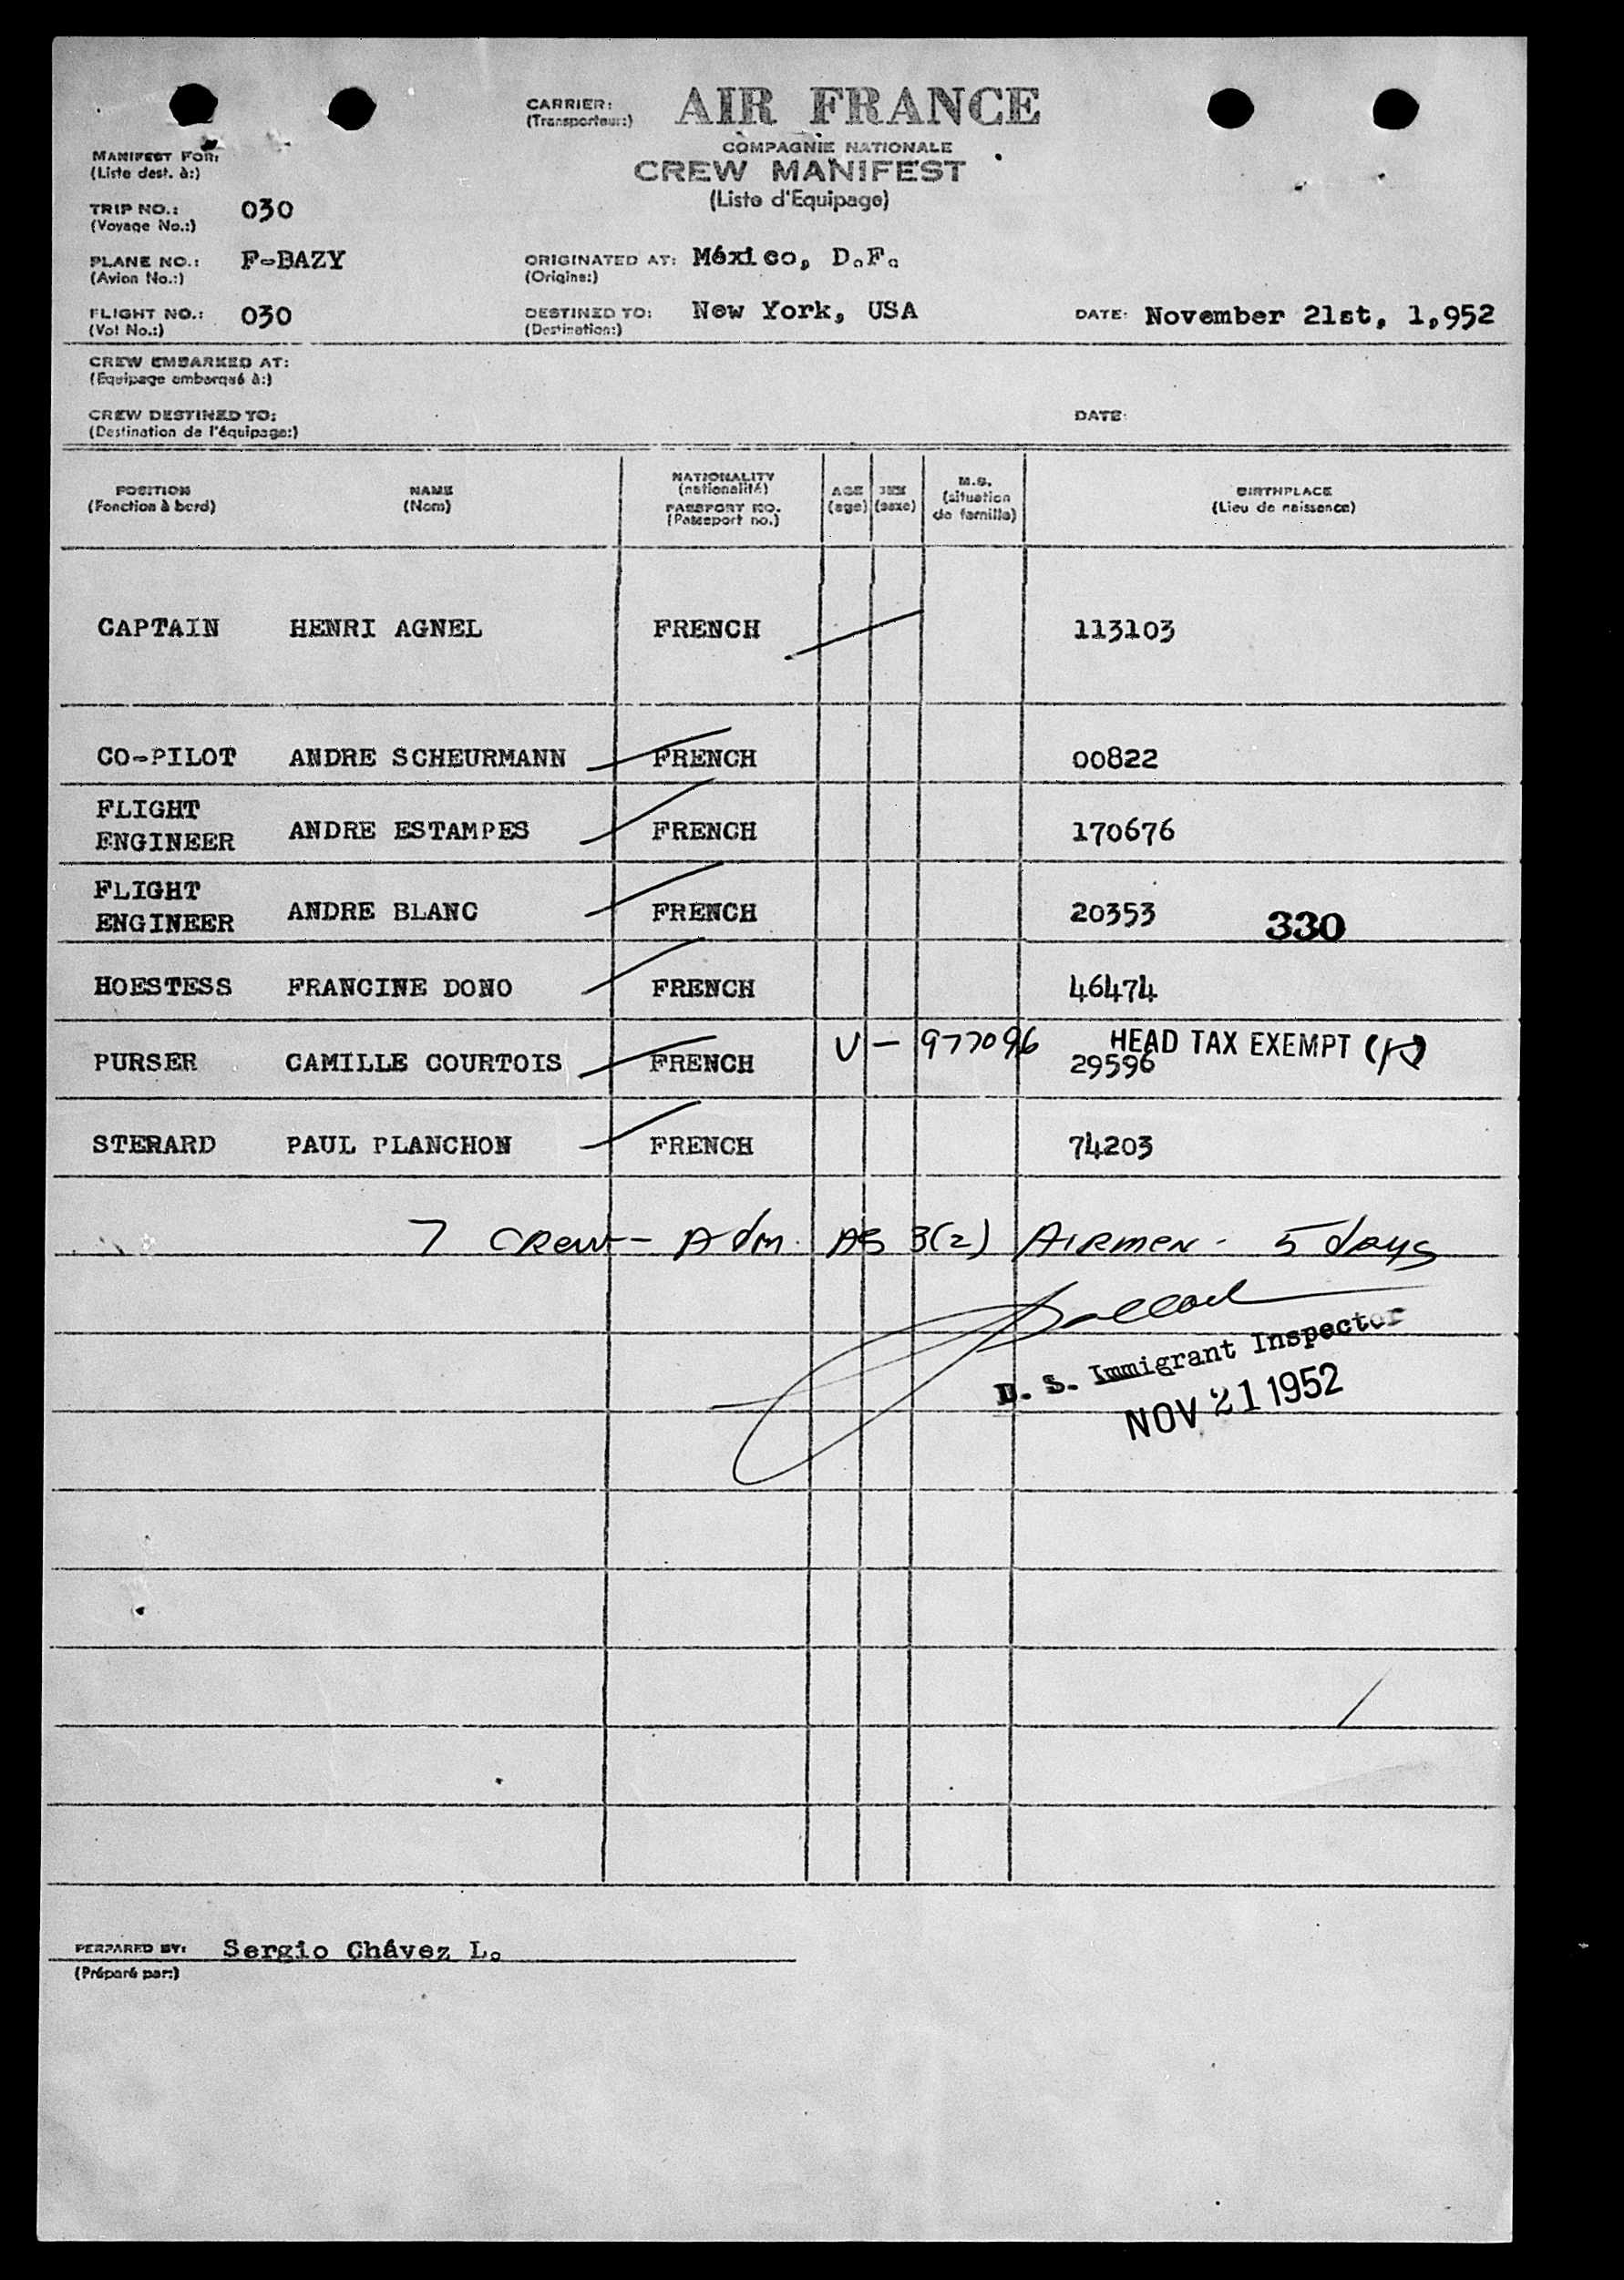 CARRIER: AIR FRANCE
(Transporteur:)
COMPAGNIE NATIONALE
MANIFEST FOR: CREW MANIFEST
(Liste dest. à:) (Liste d'Equipage)
TRIP NO.: 030
(Voyage No.:)
PLANE NO.: F-BAZY ORIGINATED AT: México, D.F.
(Avion No.:) (Origine:)
FLIGHT NO.: 030 DESTINED TO: New York, USA DATE: November 21st, 1,952
(Vol No.:) (Destination:)
CREW EMBARKED AT:
(Equipage embarqué à:)
CREW DESTINED TO: DATE:
(Destination de l'équipage:)
POSITION NAME NATIONALITY AGE SEX M.S. BIRTHPLACE
(Fonction à bord) (Nom) (nationalité) (age) (sexe) (situation de famille) (Lieu de naissance)
PASSPORT NO.
(Passeport no.)
CAPTAIN HENRI AGNEL FRENCH 113103
CO-PILOT ANDRE SCHEURMANN FRENCH 00822
FLIGHT
ENGINEER ANDRE ESTAMPES FRENCH 170676
FLIGHT
ENGINEER ANDRE BLANC FRENCH 20353 330
HOESTESS FRANCINE DONO FRENCH 46474
V - 977096 HEAD TAX EXEMPT
PURSER CAMILLE COURTOIS FRENCH 29596
STERARD PAUL PLANCHON FRENCH 74203
7 CREW - Adm. AS 3(2) AIRMEN - 5 days
U. S. Immigrant Inspector
NOV 21 1952
PERPARED BY: Sergio Chávez L.
(Préparé par:)